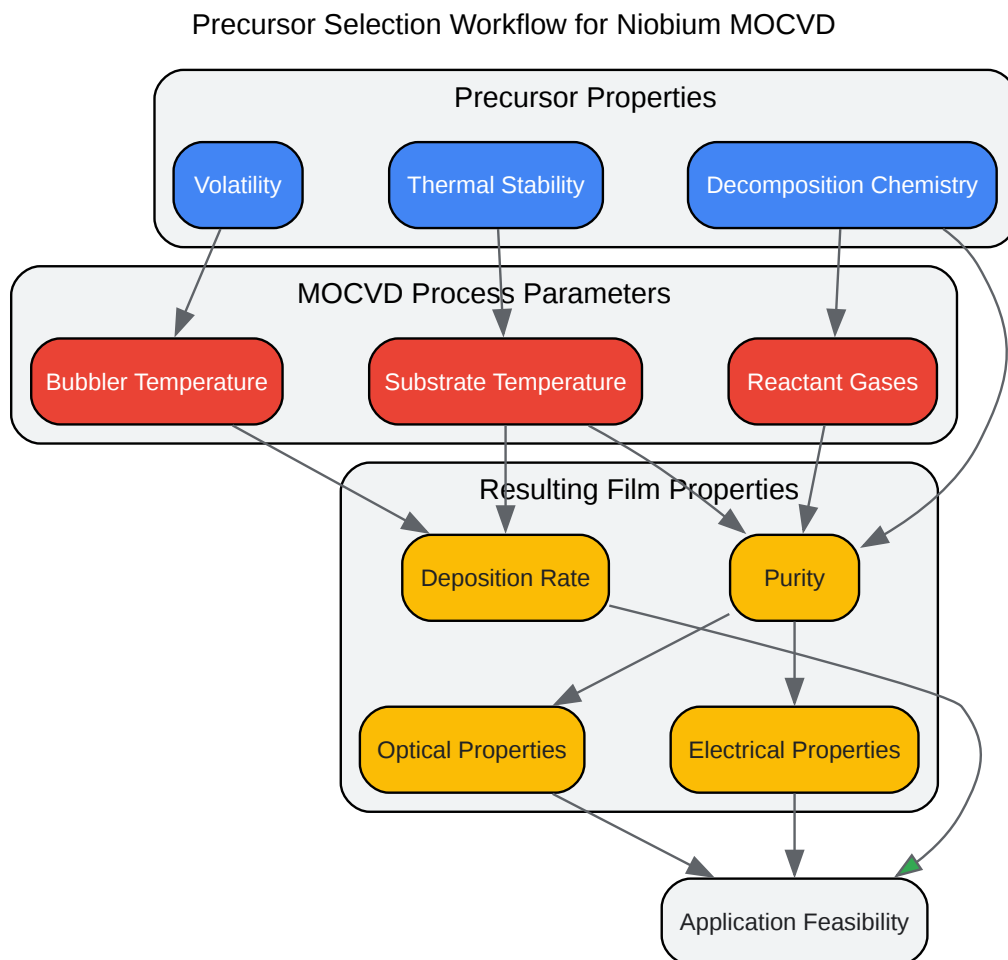 Precursor Selection Workflow for Niobium MOCVD
Precursor Properties
Volatility
Thermal Stability
Decomposition Chemistry
MOCVD Process Parameters
Bubbler Temperature
Substrate Temperature
Reactant Gases
Resulting Film Properties
Deposition Rate
Purity
Optical Properties
Electrical Properties
Application Feasibility